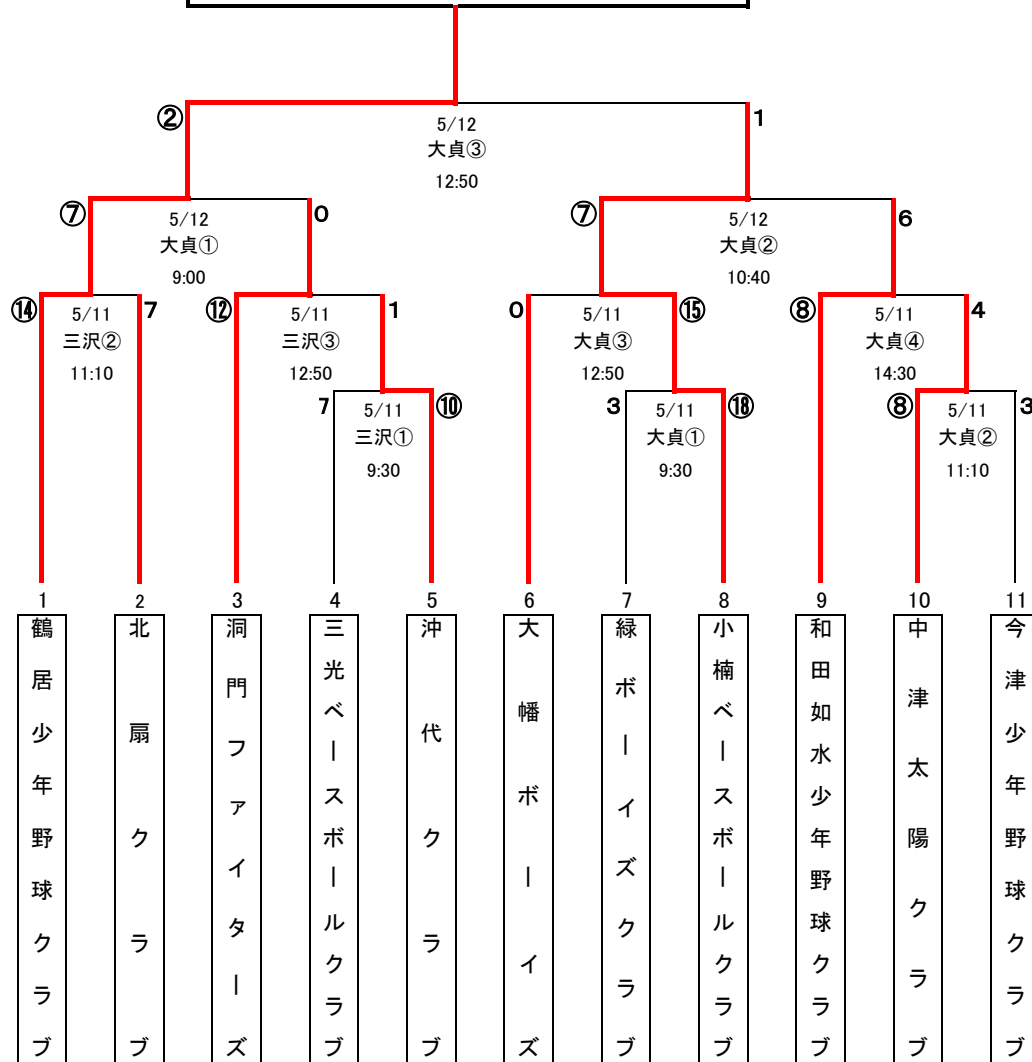 ② 1
5/12
大貞③
12:50
⑦ 0 ⑦ 6
5/12 5/12
大貞① 大貞②
9:00 10:40
⑭ 7 ⑫ 1 0 ⑮ ⑧ 4
5/11 5/11 5/11 5/11
三沢② 三沢③ 大貞③ 大貞④
11:10 12:50 12:50 14:30
7 ⑩ 3 ⑱ ⑧ 3
5/11 5/11 5/11
三沢① 大貞① 大貞②
9:30 9:30 11:10
1 2 3 4 5 6 7 8 9 10 11
鶴居少年野球クラブ
北扇クラブ
洞門ファイターズ
三光ベースボールクラブ
沖代クラブ
大幡ボーイズ
緑ボーイズクラブ
小楠ベースボールクラブ
和田如水少年野球クラブ
中津太陽クラブ
今津少年野球クラブ